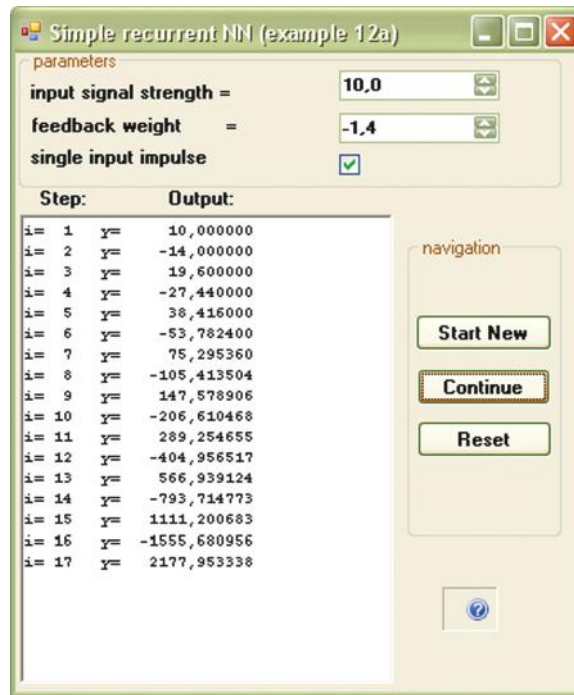 Simple recurrent NN (example 12a)
parameters
input signal strength = 10,0
feedback weight = -1,4
single input impulse
Step: Output:
i= 1 y= 10,000000
i= 2 y= -14,000000
i= 3 y= 19,600000
i= 4 y= -27,440000
i= 5 y= 38,416000
i= 6 y= -53,782400
i= 7 y= 75,295360
i= 8 y= -105,413504
i= 9 y= 147,578906
i= 10 y= -206,610468
i= 11 y= 289,254655
i= 12 y= -404,956517
i= 13 y= 566,939124
i= 14 y= -793,714773
i= 15 y= 1111,200683
i= 16 y= -1555,680956
i= 17 y= 2177,953338
navigation
Start New
Continue
Reset
?